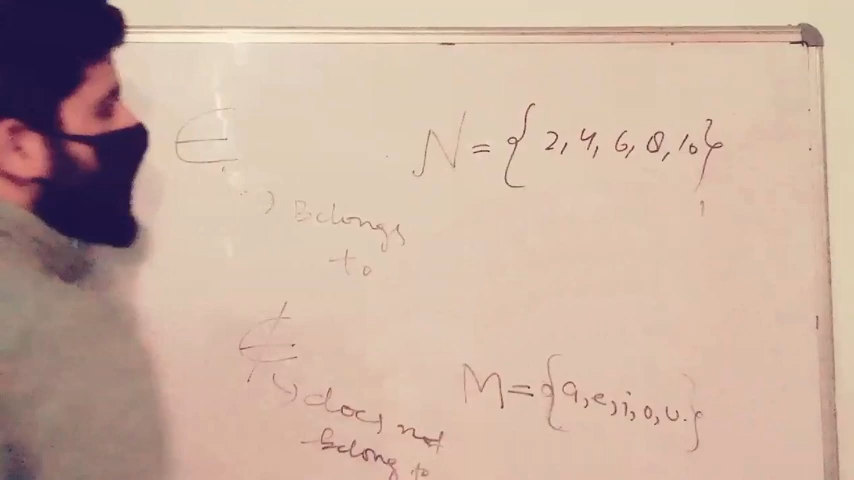 ∈
N = {2, 4, 6, 8, 10}
Belongs
to
∉
M = {a, e, i, o, u.}
does not
Belong to